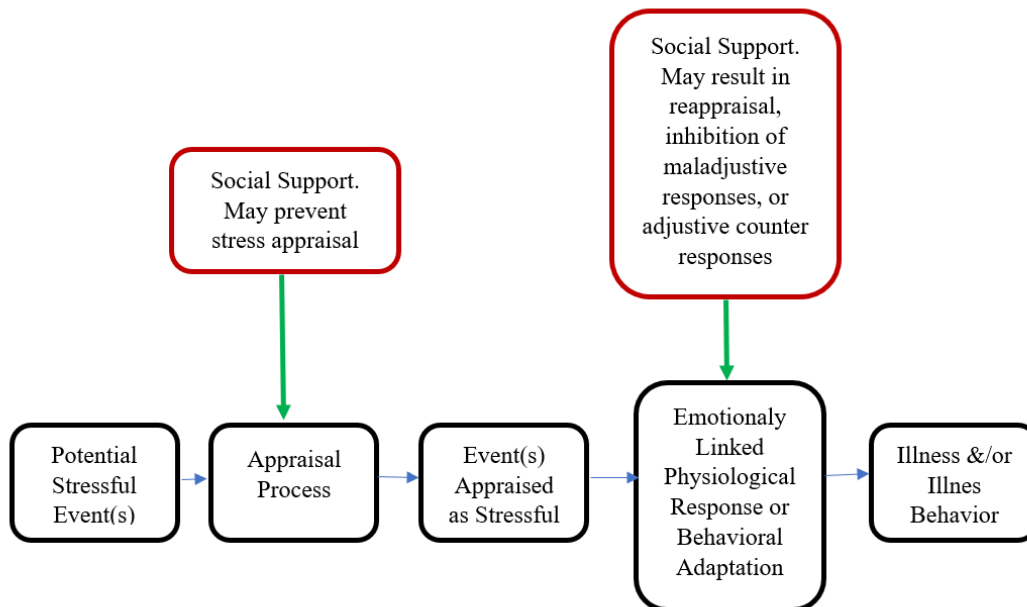 Social Support.
May prevent
stress appraisal
Social Support.
May result in
reappraisal,
inhibition of
maladjustive
responses, or
adjustive counter
responses
Potential
Stressful
Event(s)
Appraisal
Process
Event(s)
Appraised
as Stressful
Emotionaly
Linked
Physiological
Response or
Behavioral
Adaptation
Illness &/or
Illnes
Behavior